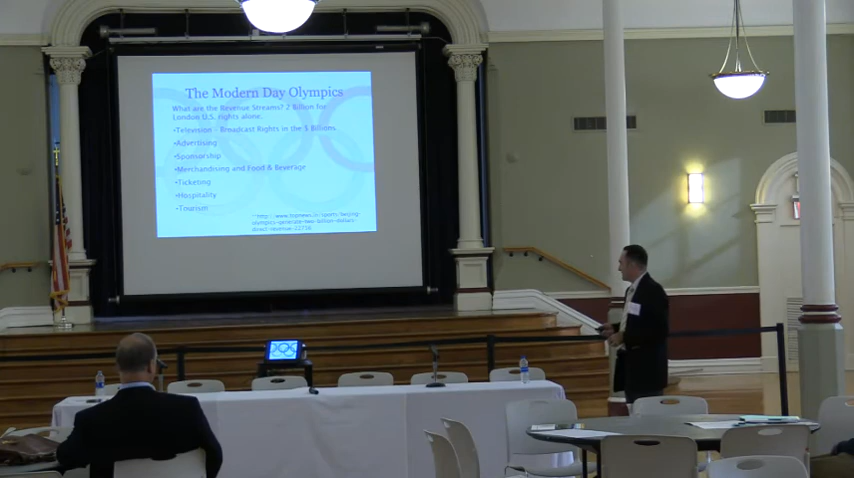 The Modern Day Olympics
What are the Revenue Streams? 2 Billion for
London U.S. rights alone.
•Television - Broadcast Rights in the $ Billions
•Advertising
•Sponsorship
•Merchandising and Food & Beverage
•Ticketing
•Hospitality
•Tourism